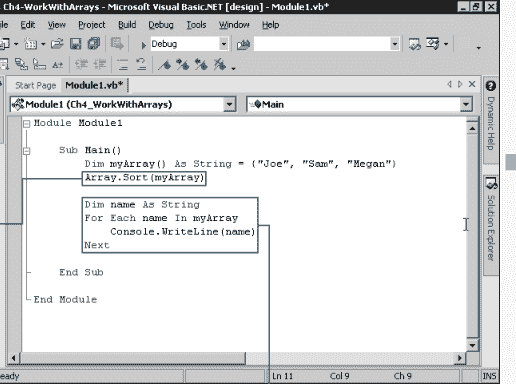 Ch4-WorkWithArrays - Microsoft Visual Basic.NET [design] - Module1.vb*
ile Edit View Project Build Debug Tools Window Help
Debug
Start Page Module1.vb*
Module1 (Ch4_WorkWithArrays) Main
Module Module1
Sub Main()
Dim myArray() As String = ("Joe", "Sam", "Megan")
Array.Sort(myArray)
Dim name As String
For Each name In myArray
Console.WriteLine(name)
Next
End Sub
End Module
Dynamic Help
Solution Explorer
eady Ln 11 Col 9 Ch 9 INS